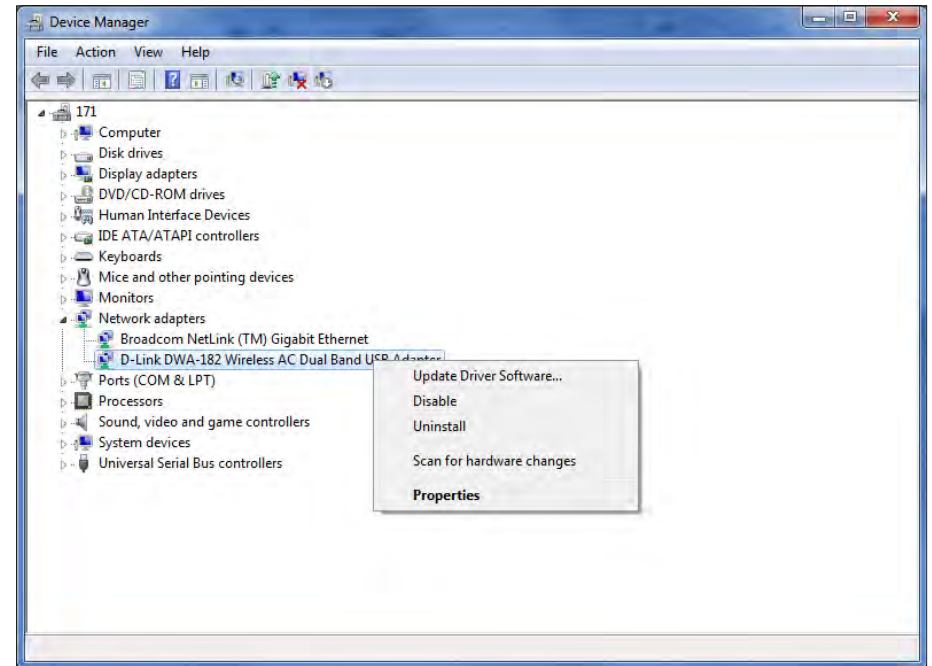 Device Manager
File Action View Help
171
Computer
Disk drives
Display adapters
DVD/CD-ROM drives
Human Interface Devices
IDE ATA/ATAPI controllers
Keyboards
Mice and other pointing devices
Monitors
Network adapters
Broadcom NetLink (TM) Gigabit Ethernet
D-Link DWA-182 Wireless AC Dual Band USB Adapter
Ports (COM & LPT)
Processors
Sound, video and game controllers
System devices
Universal Serial Bus controllers
Update Driver Software...
Disable
Uninstall
Scan for hardware changes
Properties